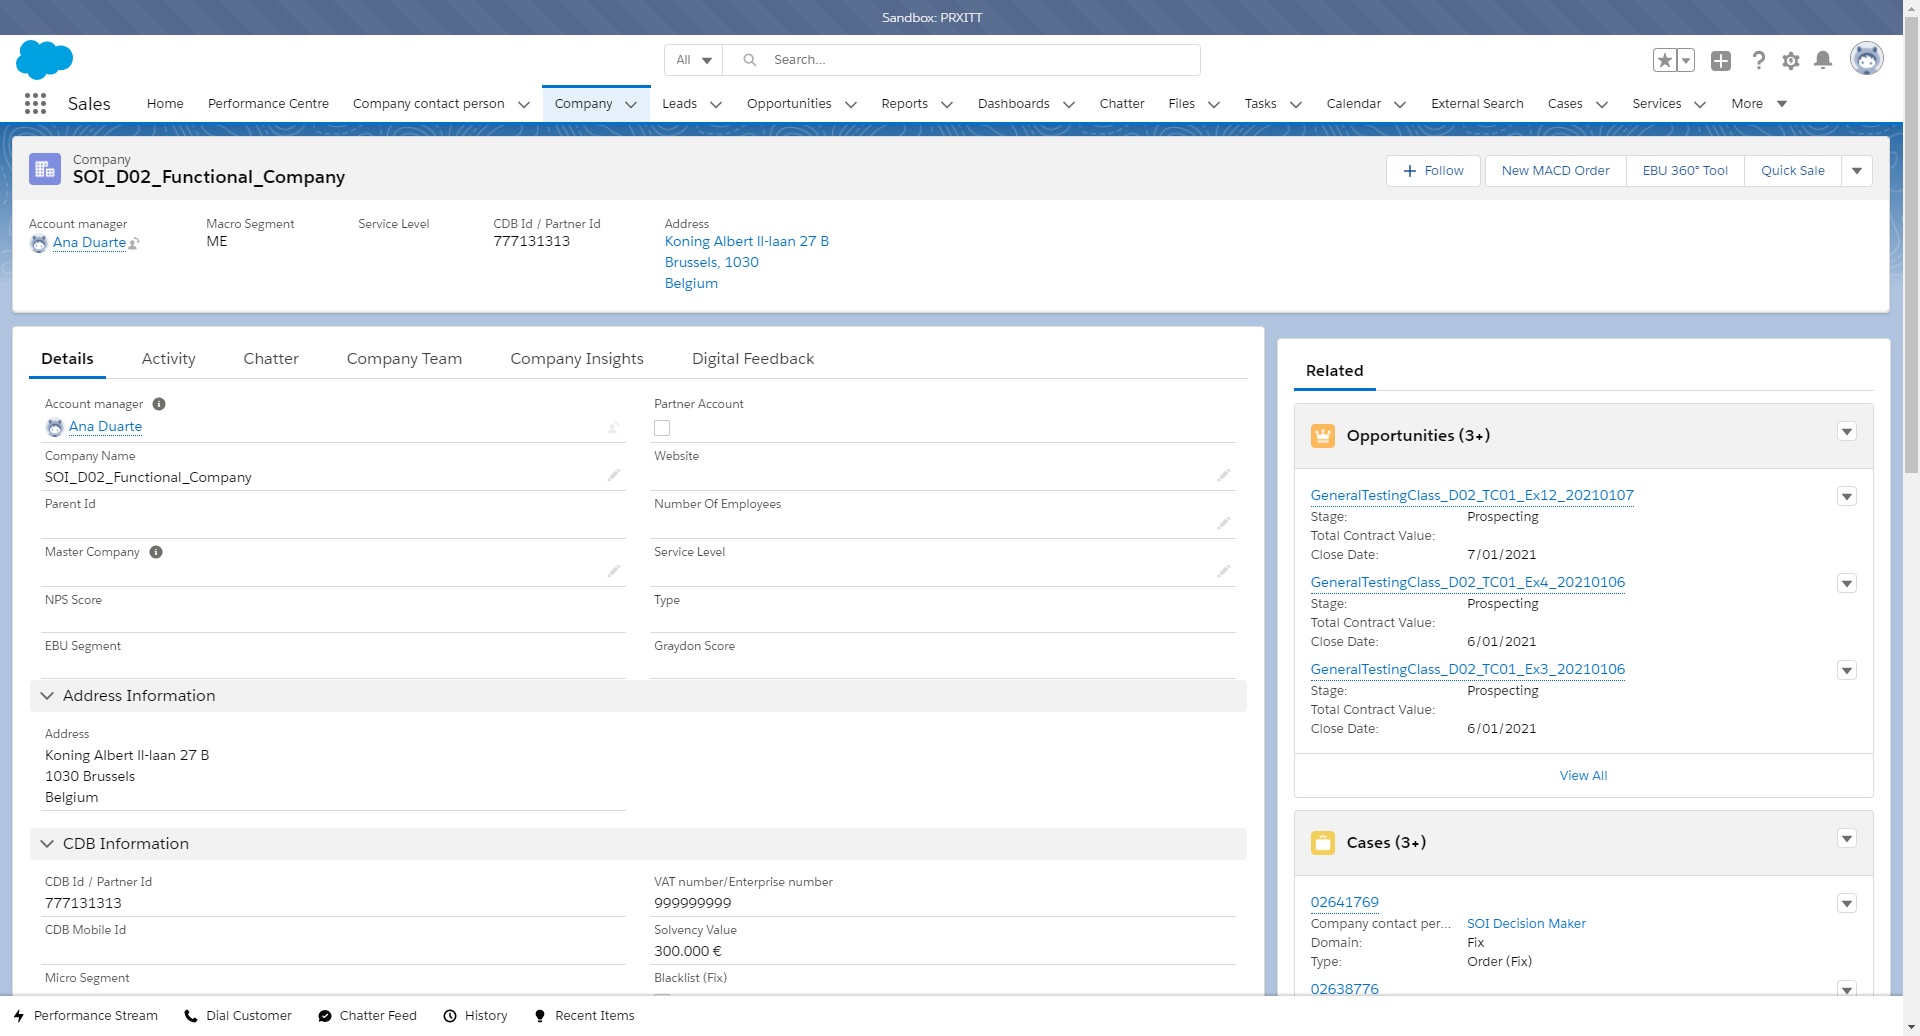 Sandbox: PRXITT
All
Search...
Sales
Home
Performance Centre
Company contact person
Company
Leads
Opportunities
Reports
Dashboards
Chatter
Files
Tasks
Calendar
External Search
Cases
Services
More
Company
SOI_D02_Functional_Company
Follow
New MACD Order
EBU 360° Tool
Quick Sale
Account manager
Ana Duarte
Macro Segment
ME
Service Level
CDB Id / Partner Id
777131313
Address
Koning Albert II-laan 27 B
Brussels, 1030
Belgium
Details
Activity
Chatter
Company Team
Company Insights
Digital Feedback
Account manager
Ana Duarte
Partner Account
Company Name
SOI_D02_Functional_Company
Website
Parent Id
Number Of Employees
Master Company
Service Level
NPS Score
Type
EBU Segment
Graydon Score
Address Information
Address
Koning Albert II-laan 27 B
1030 Brussels
Belgium
CDB Information
CDB Id / Partner Id
777131313
VAT number/Enterprise number
999999999
CDB Mobile Id
Solvency Value
300.000 €
Micro Segment
Blacklist (Fix)
Related
Opportunities (3+)
GeneralTestingClass_D02_TC01_Ex12_20210107
Stage: Prospecting
Total Contract Value:
Close Date: 7/01/2021
GeneralTestingClass_D02_TC01_Ex4_20210106
Stage: Prospecting
Total Contract Value:
Close Date: 6/01/2021
GeneralTestingClass_D02_TC01_Ex3_20210106
Stage: Prospecting
Total Contract Value:
Close Date: 6/01/2021
View All
Cases (3+)
02641769
Company contact per... SOI Decision Maker
Domain: Fix
Type: Order (Fix)
02638776
Performance Stream
Dial Customer
Chatter Feed
History
Recent Items